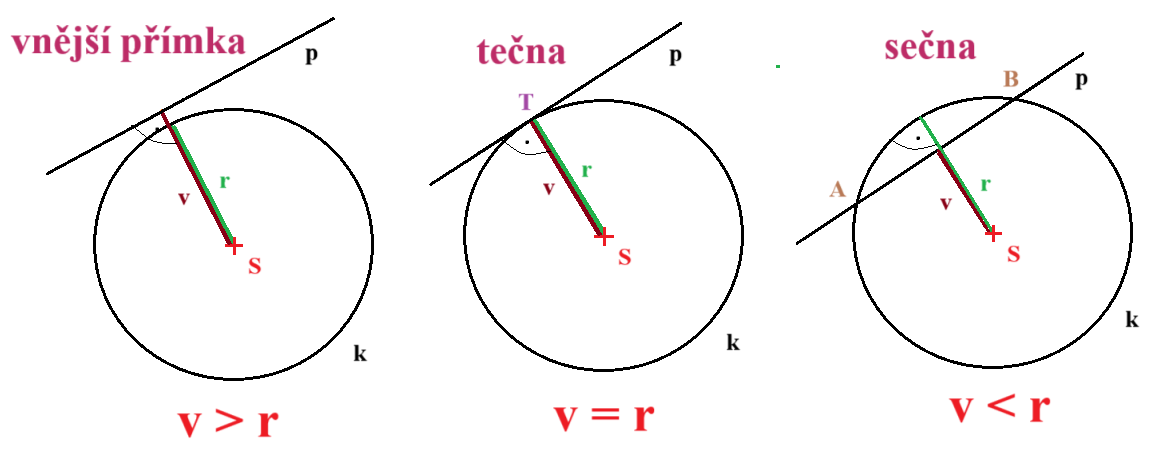 vnější přímka
p
r
v
S
k
v > r
tečna
p
T
r
v
S
k
v = r
sečna
B
p
A
r
v
S
k
v < r